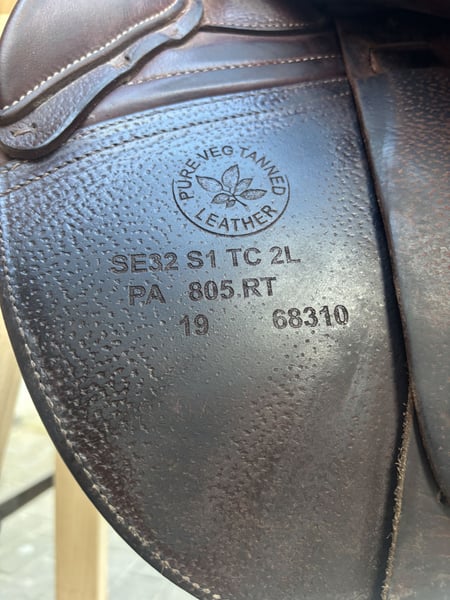 PURE VEG TANNED
LEATHER
SE32 S1 TC 2L
PA 805.RT
19 68310